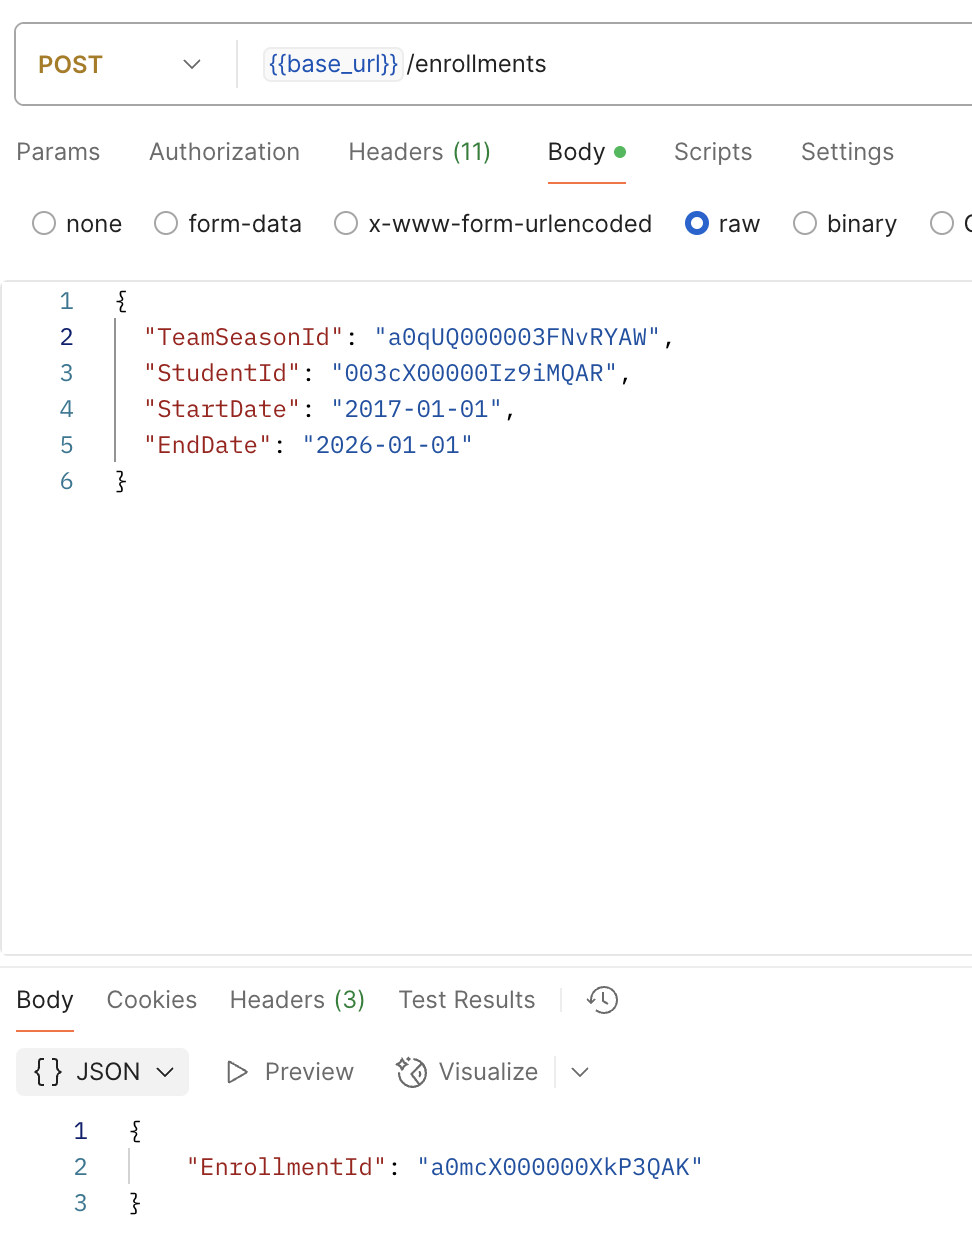 POST {{base_url}}/enrollments
Params Authorization Headers (11) Body Scripts Settings
none form-data x-www-form-urlencoded raw binary
1 {
2 "TeamSeasonId": "a0qUQ000003FNvRYAW",
3 "StudentId": "003cX00000Iz9iMQAR",
4 "StartDate": "2017-01-01",
5 "EndDate": "2026-01-01"
6 }
Body Cookies Headers (3) Test Results
{} JSON Preview Visualize
1 {
2 "EnrollmentId": "a0mcX000000XkP3QAK"
3 }